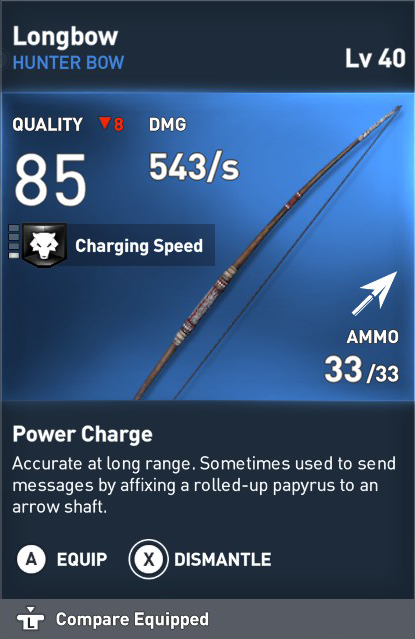 Longbow
HUNTER BOW
Lv 40
QUALITY ▼8 DMG
85 543/s
Charging Speed
AMMO
33/33
Power Charge
Accurate at long range. Sometimes used to send
messages by affixing a rolled-up papyrus to an
arrow shaft.
A EQUIP X DISMANTLE
L Compare Equipped